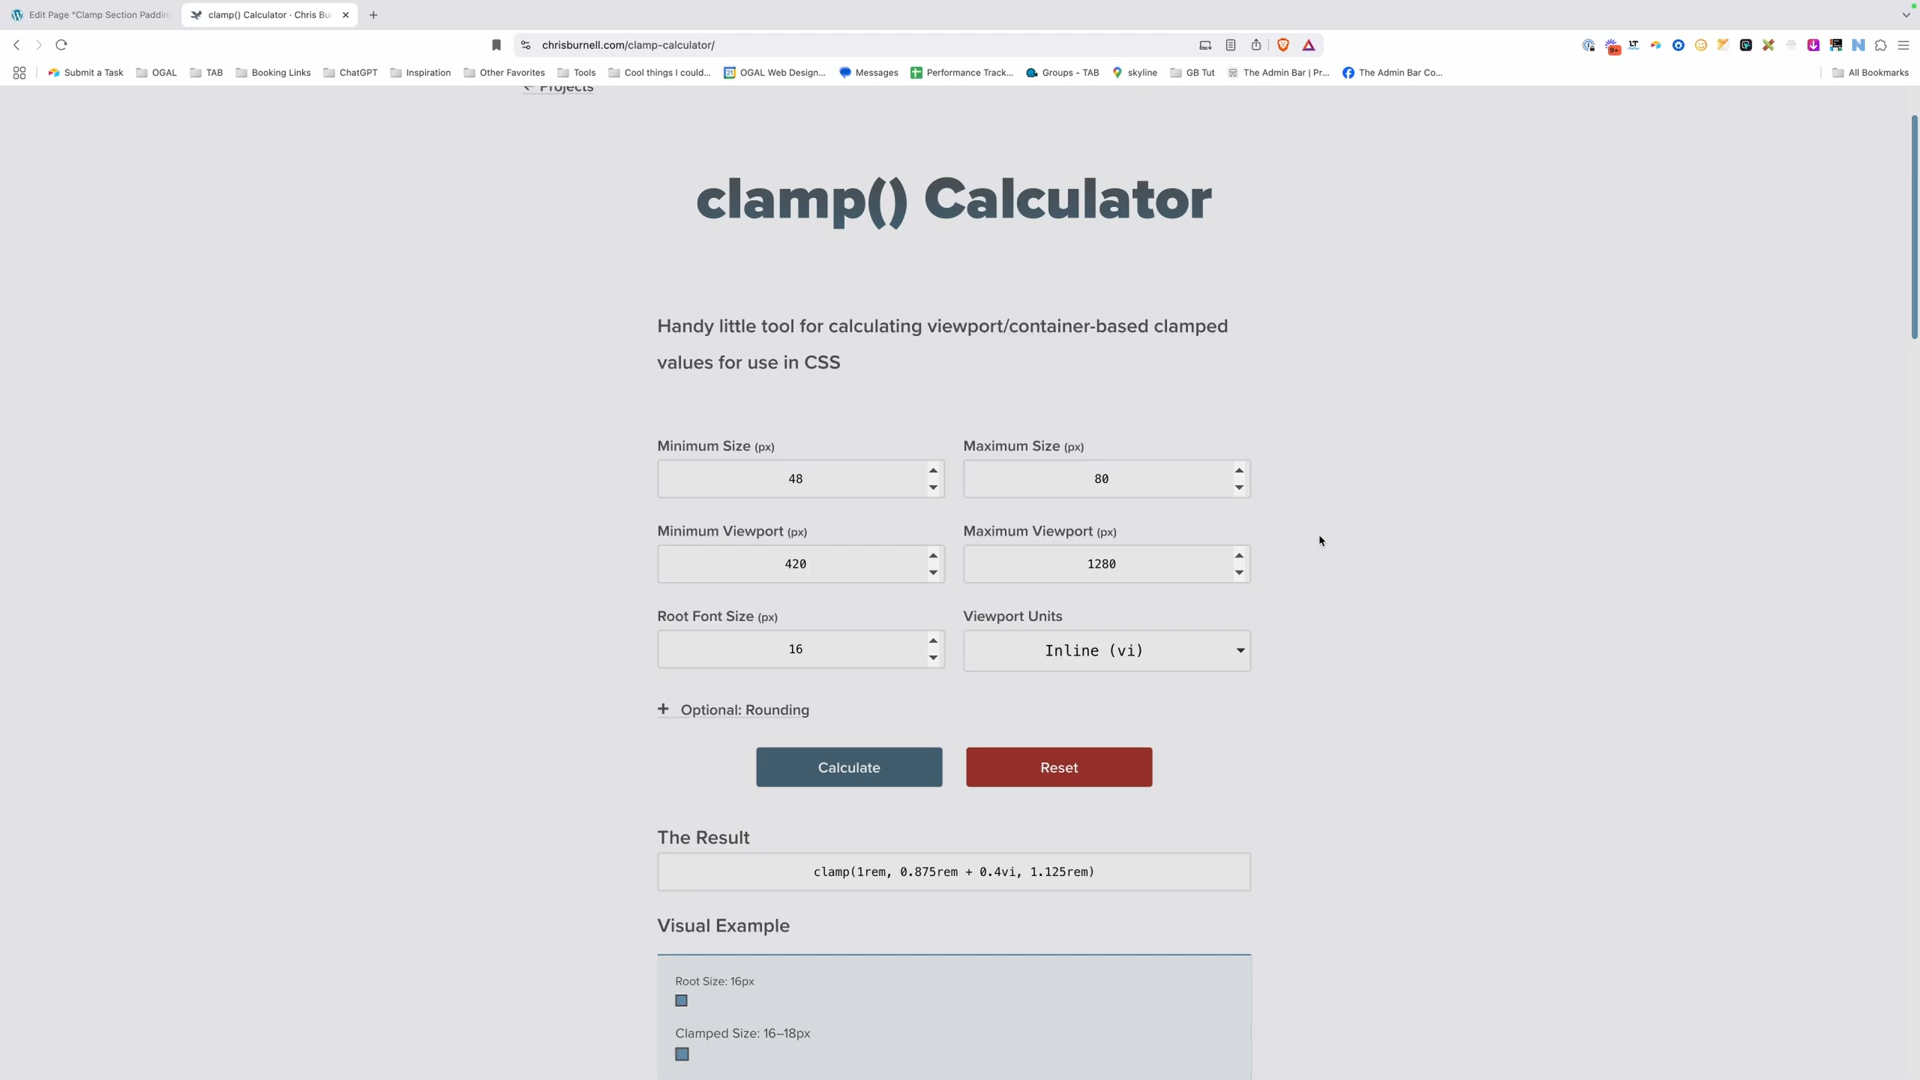 Edit Page "Clamp Section Paddin
clamp() Calculator · Chris Bu
chrisburnell.com/clamp-calculator/
9+
LT
Submit a Task
OGAL
TAB
Booking Links
ChatGPT
Inspiration
Other Favorites
Tools
Cool things I could...
OGAL Web Design...
Messages
Performance Track...
Groups - TAB
skyline
GB Tut
The Admin Bar | Pr...
The Admin Bar Co...
All Bookmarks
← Projects
clamp() Calculator
Handy little tool for calculating viewport/container-based clamped
values for use in CSS
Minimum Size (px)
Maximum Size (px)
48
80
Minimum Viewport (px)
Maximum Viewport (px)
420
1280
Root Font Size (px)
Viewport Units
16
Inline (vi)
+ Optional: Rounding
Calculate
Reset
The Result
clamp(1rem, 0.875rem + 0.4vi, 1.125rem)
Visual Example
Root Size: 16px
Clamped Size: 16–18px